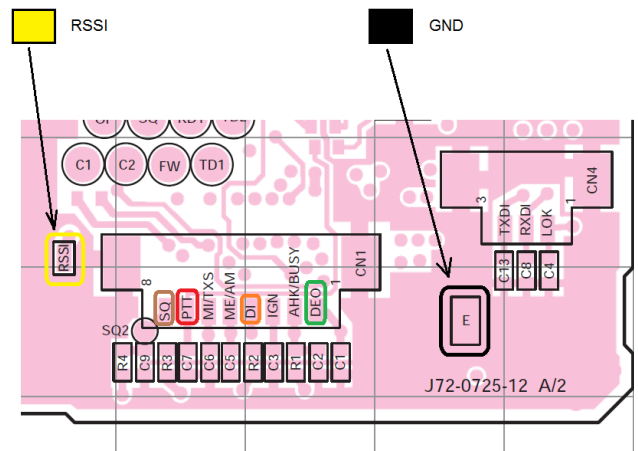 RSSI
GND
C1 C2 FW TD1
CN4
3 TXDI RXDI LOK 1
RSSI
CN1
8 SQ PTT MI/TXS ME/AM DI IGN AHK/BUSY DEO 1
C13 C8 C4
E
SQ2
R4 C9 R3 C7 C6 C5 R2 C3 R1 C2 C1
J72-0725-12 A/2